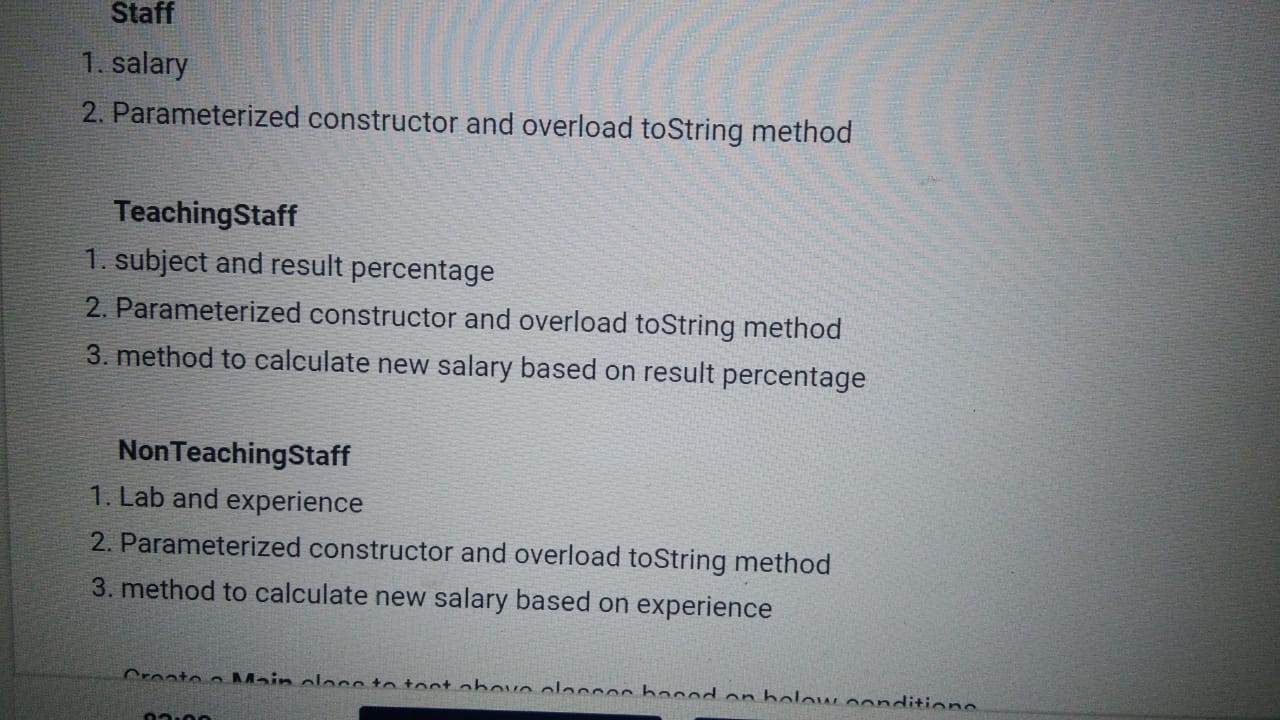 Staff
1. salary
2. Parameterized constructor and overload toString method
TeachingStaff
1. subject and result percentage
2. Parameterized constructor and overload toString method
3. method to calculate new salary based on result percentage
NonTeachingStaff
1. Lab and experience
2. Parameterized constructor and overload toString method
3. method to calculate new salary based on experience
Create a Main class to test above classes based on below conditions